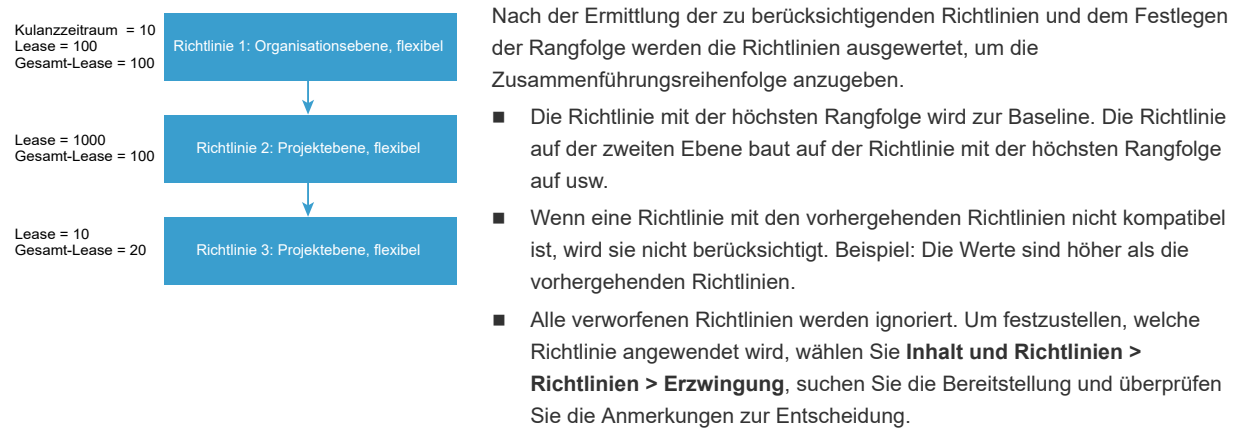 Kulanzzeitraum = 10
Lease = 100
Gesamt-Lease = 100
Richtlinie 1: Organisationsebene, flexibel
Lease = 1000
Gesamt-Lease = 100
Richtlinie 2: Projektebene, flexibel
Lease = 10
Gesamt-Lease = 20
Richtlinie 3: Projektebene, flexibel
Nach der Ermittlung der zu berücksichtigenden Richtlinien und dem Festlegen
der Rangfolge werden die Richtlinien ausgewertet, um die
Zusammenführungsreihenfolge anzugeben.
■ Die Richtlinie mit der höchsten Rangfolge wird zur Baseline. Die Richtlinie
auf der zweiten Ebene baut auf der Richtlinie mit der höchsten Rangfolge
auf usw.
■ Wenn eine Richtlinie mit den vorhergehenden Richtlinien nicht kompatibel
ist, wird sie nicht berücksichtigt. Beispiel: Die Werte sind höher als die
vorhergehenden Richtlinien.
■ Alle verworfenen Richtlinien werden ignoriert. Um festzustellen, welche
Richtlinie angewendet wird, wählen Sie Inhalt und Richtlinien >
Richtlinien > Erzwingung, suchen Sie die Bereitstellung und überprüfen
Sie die Anmerkungen zur Entscheidung.